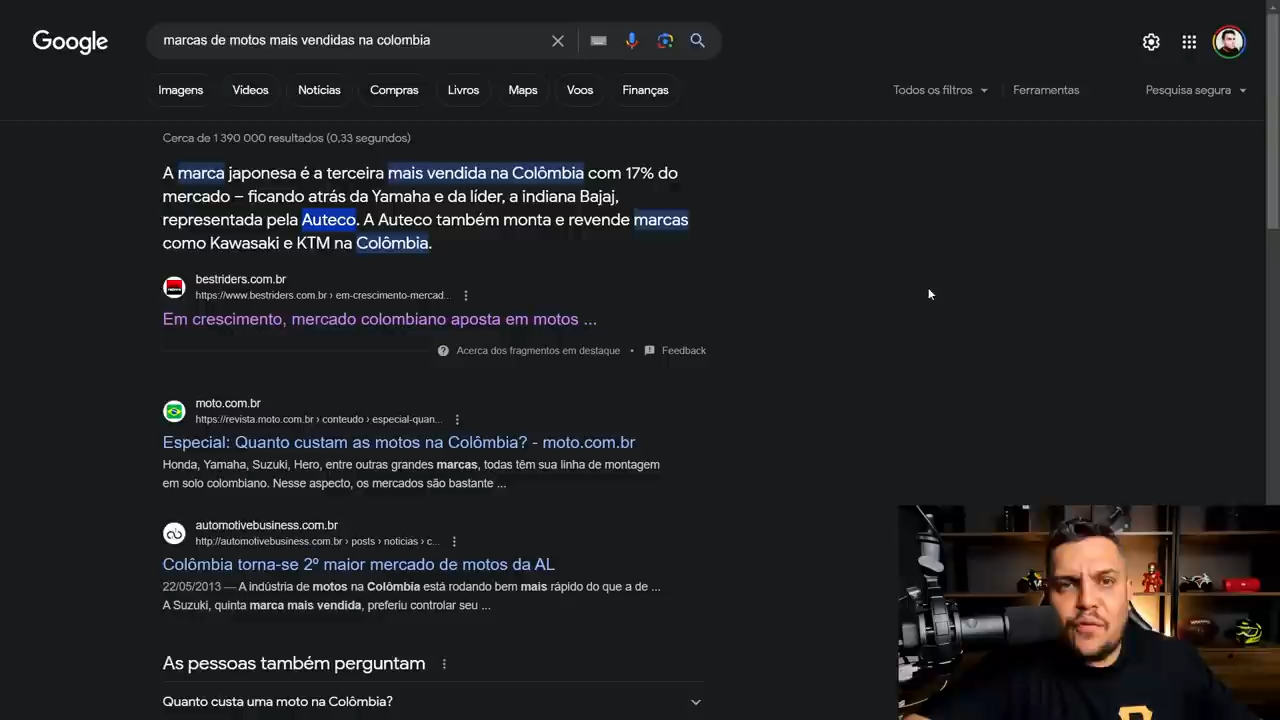 Google
marcas de motos mais vendidas na colombia
Imagens
Videos
Notícias
Compras
Livros
Maps
Voos
Finanças
Todos os filtros
Ferramentas
Pesquisa segura
Cerca de 1 390 000 resultados (0,33 segundos)
A marca japonesa é a terceira mais vendida na Colômbia com 17% do
mercado – ficando atrás da Yamaha e da líder, a indiana Bajaj,
representada pela Auteco. A Auteco também monta e revende marcas
como Kawasaki e KTM na Colômbia.
bestriders.com.br
https://www.bestriders.com.br › em-crescimento-mercad...
Em crescimento, mercado colombiano aposta em motos ...
Acerca dos fragmentos em destaque • Feedback
moto.com.br
https://revista.moto.com.br › conteudo › especial-quan...
Especial: Quanto custam as motos na Colômbia? - moto.com.br
Honda, Yamaha, Suzuki, Hero, entre outras grandes marcas, todas têm sua linha de montagem
em solo colombiano. Nesse aspecto, os mercados são bastante ...
automotivebusiness.com.br
http://automotivebusiness.com.br › posts › noticias › c...
Colômbia torna-se 2º maior mercado de motos da AL
22/05/2013 — A indústria de motos na Colômbia está rodando bem mais rápido do que a de ...
A Suzuki, quinta marca mais vendida, preferiu controlar seu ...
As pessoas também perguntam
Quanto custa uma moto na Colômbia?